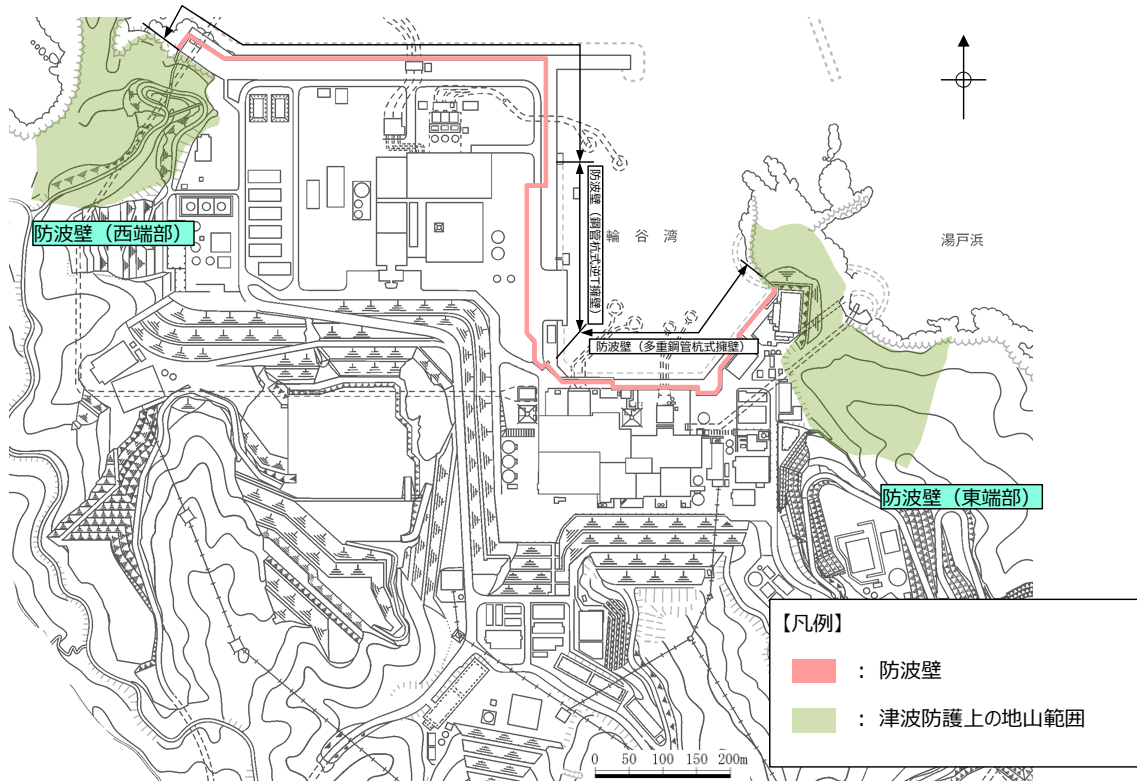 防波壁（西端部）
防波壁（鋼管杭式逆T擁壁）
輪谷湾
湯戸浜
防波壁（多重鋼管杭式擁壁）
防波壁（東端部）
【凡例】
：防波壁
：津波防護上の地山範囲
0 50 100 150 200m